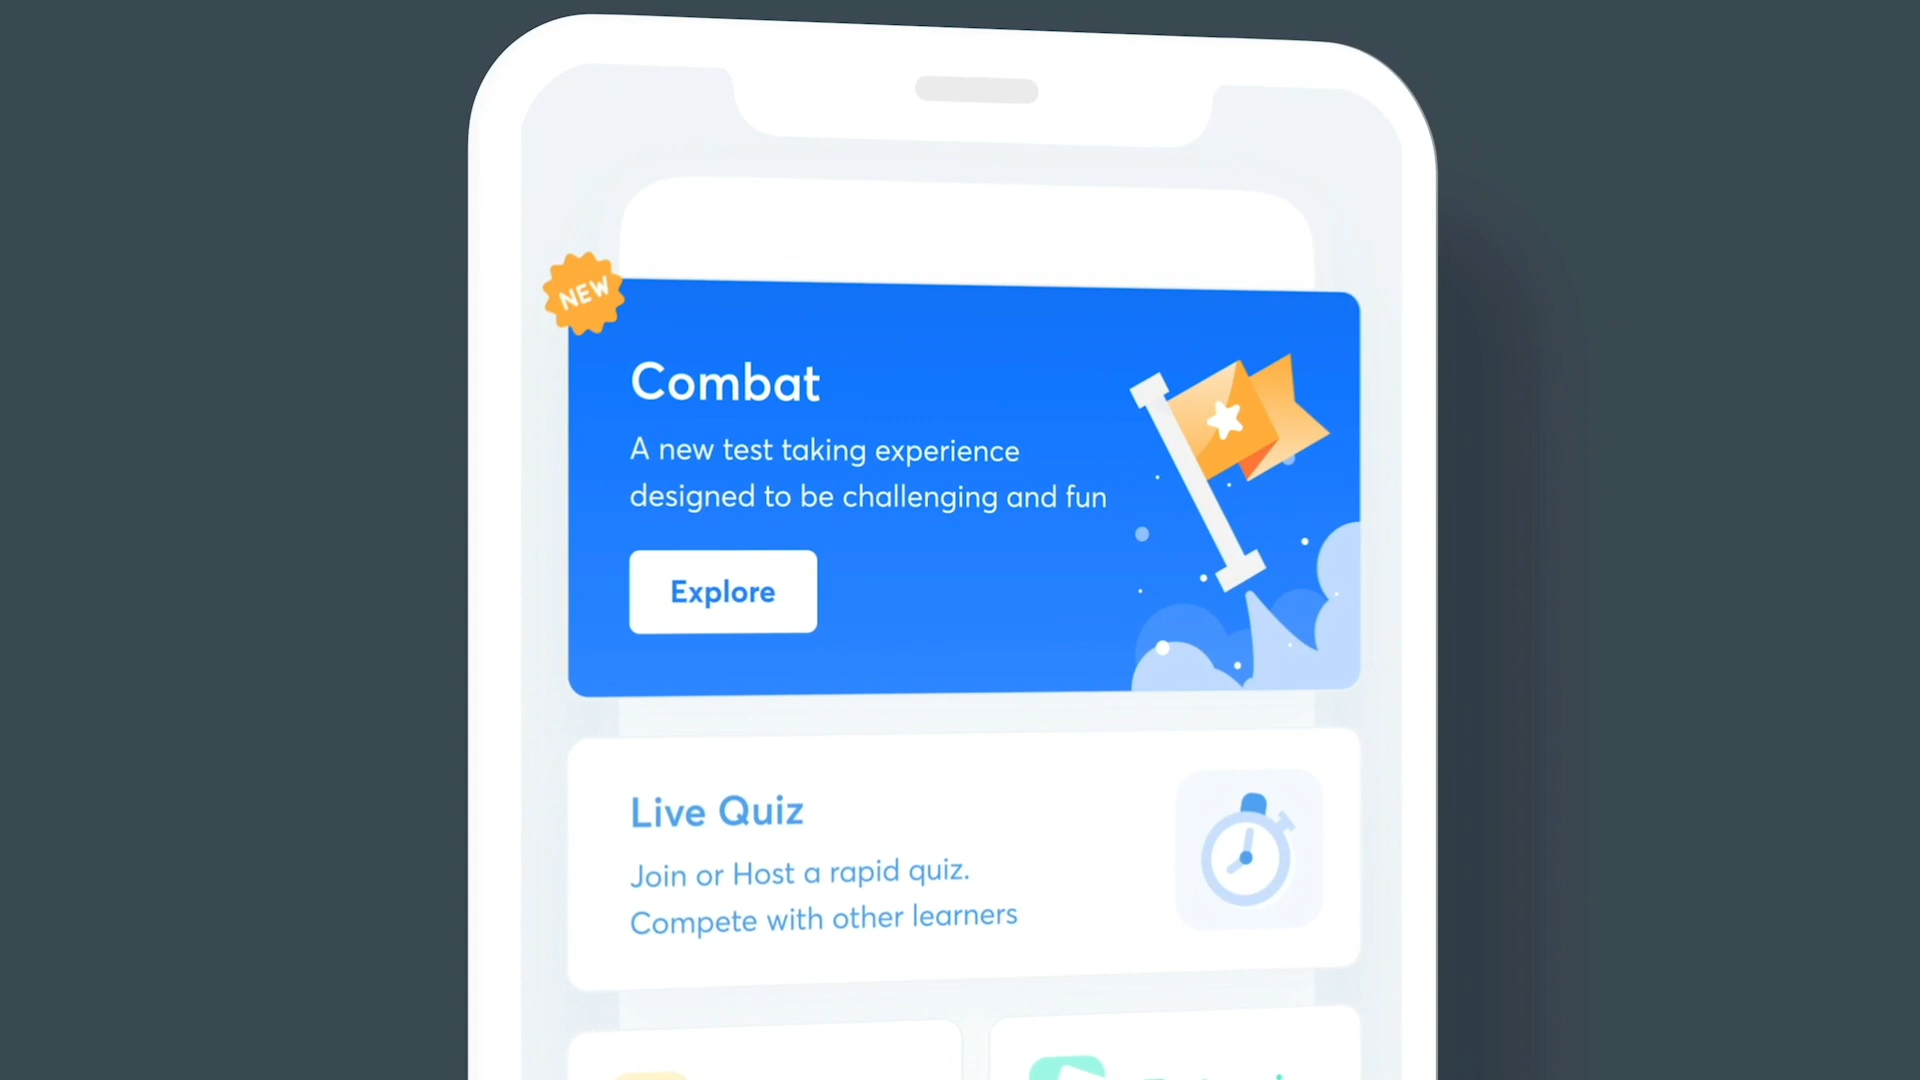 NEW
Combat
A new test taking experience
designed to be challenging and fun
Explore
Live Quiz
Join or Host a rapid quiz.
Compete with other learners